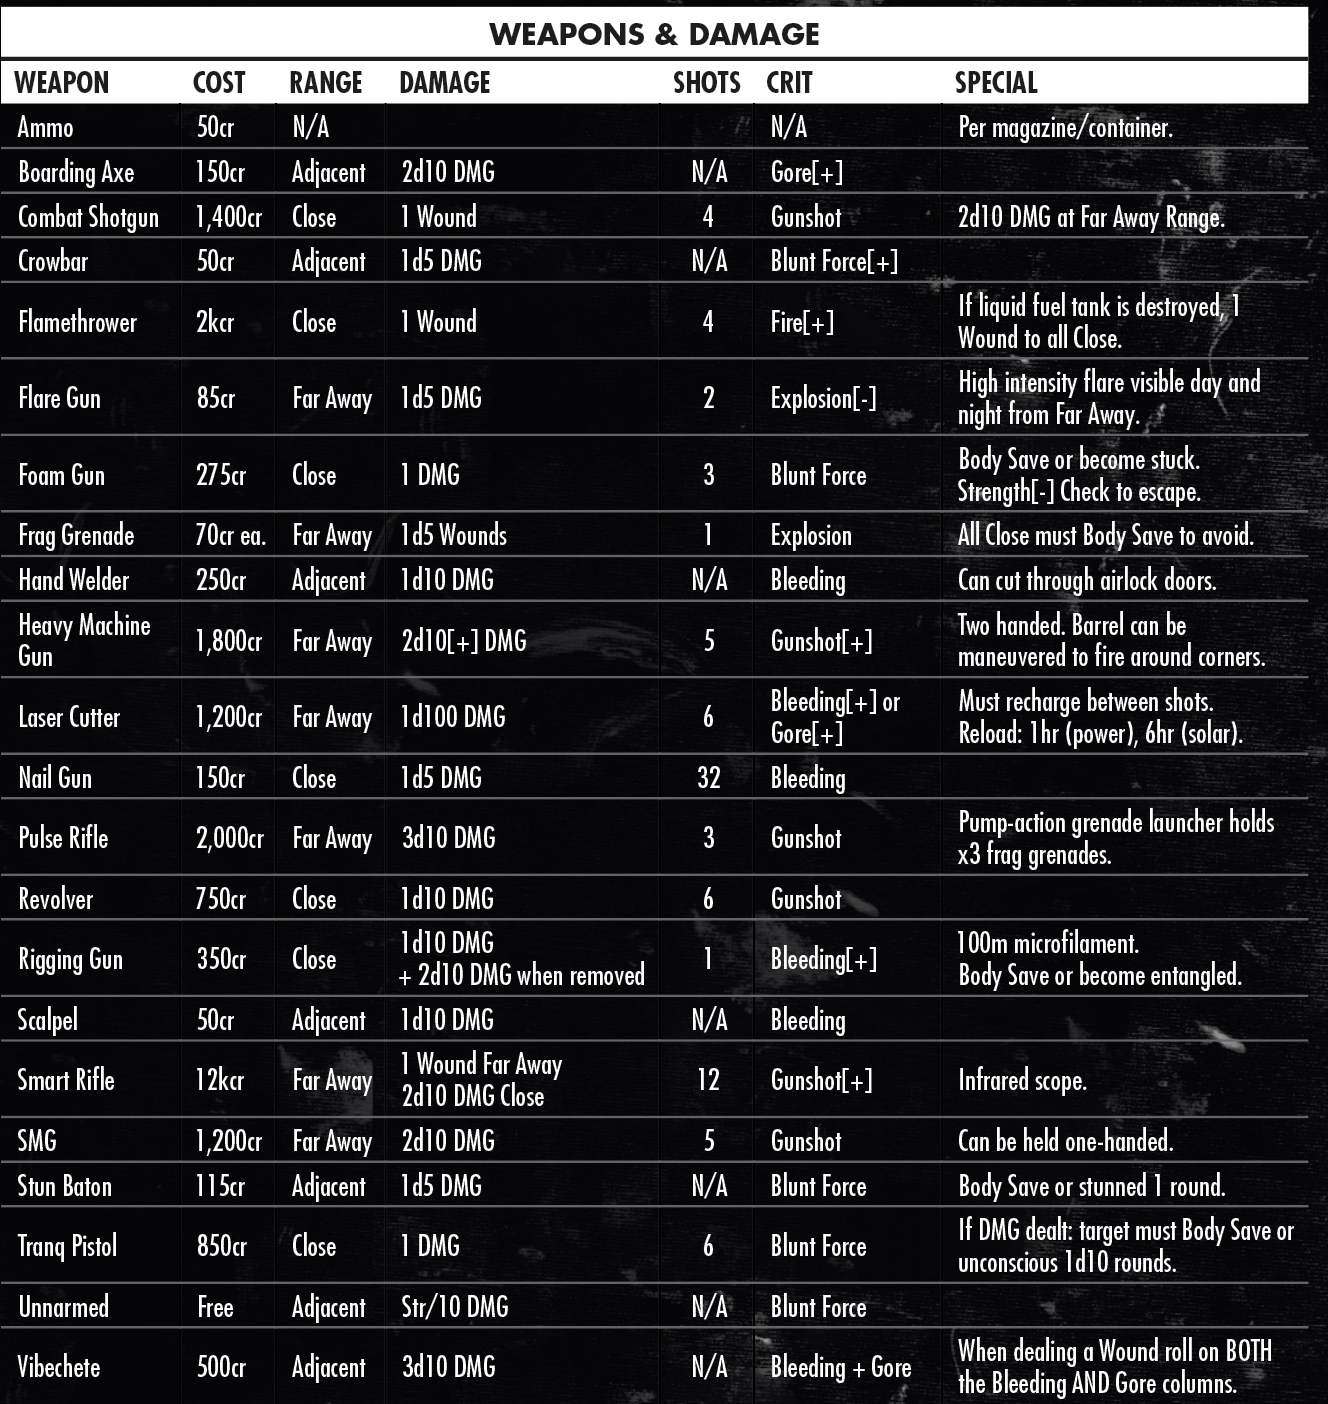 WEAPONS & DAMAGE
WEAPON COST RANGE DAMAGE SHOTS CRIT SPECIAL
Ammo 50cr N/A N/A Per magazine/container.
Boarding Axe 150cr Adjacent 2d10 DMG N/A Gore[+]
Combat Shotgun 1,400cr Close 1 Wound 4 Gunshot 2d10 DMG at Far Away Range.
Crowbar 50cr Adjacent 1d5 DMG N/A Blunt Force[+]
Flamethrower 2kcr Close 1 Wound 4 Fire[+] If liquid fuel tank is destroyed, 1
Wound to all Close.
Flare Gun 85cr Far Away 1d5 DMG 2 Explosion[-] High intensity flare visible day and
night from Far Away.
Foam Gun 275cr Close 1 DMG 3 Blunt Force Body Save or become stuck.
Strength[-] Check to escape.
Frag Grenade 70cr ea. Far Away 1d5 Wounds 1 Explosion All Close must Body Save to avoid.
Hand Welder 250cr Adjacent 1d10 DMG N/A Bleeding Can cut through airlock doors.
Heavy Machine
Gun 1,800cr Far Away 2d10[+] DMG 5 Gunshot[+] Two handed. Barrel can be
maneuvered to fire around corners.
Laser Cutter 1,200cr Far Away 1d100 DMG 6 Bleeding[+] or
Gore[+] Must recharge between shots.
Reload: 1hr (power), 6hr (solar).
Nail Gun 150cr Close 1d5 DMG 32 Bleeding
Pulse Rifle 2,000cr Far Away 3d10 DMG 3 Gunshot Pump-action grenade launcher holds
x3 frag grenades.
Revolver 750cr Close 1d10 DMG 6 Gunshot
Rigging Gun 350cr Close 1d10 DMG
+ 2d10 DMG when removed 1 Bleeding[+] 100m microfilament.
Body Save or become entangled.
Scalpel 50cr Adjacent 1d10 DMG N/A Bleeding
Smart Rifle 12kcr Far Away 1 Wound Far Away
2d10 DMG Close 12 Gunshot[+] Infrared scope.
SMG 1,200cr Far Away 2d10 DMG 5 Gunshot Can be held one-handed.
Stun Baton 115cr Adjacent 1d5 DMG N/A Blunt Force Body Save or stunned 1 round.
Tranq Pistol 850cr Close 1 DMG 6 Blunt Force If DMG dealt: target must Body Save or
unconscious 1d10 rounds.
Unnarmed Free Adjacent Str/10 DMG N/A Blunt Force
Vibechete 500cr Adjacent 3d10 DMG N/A Bleeding + Gore When dealing a Wound roll on BOTH
the Bleeding AND Gore columns.